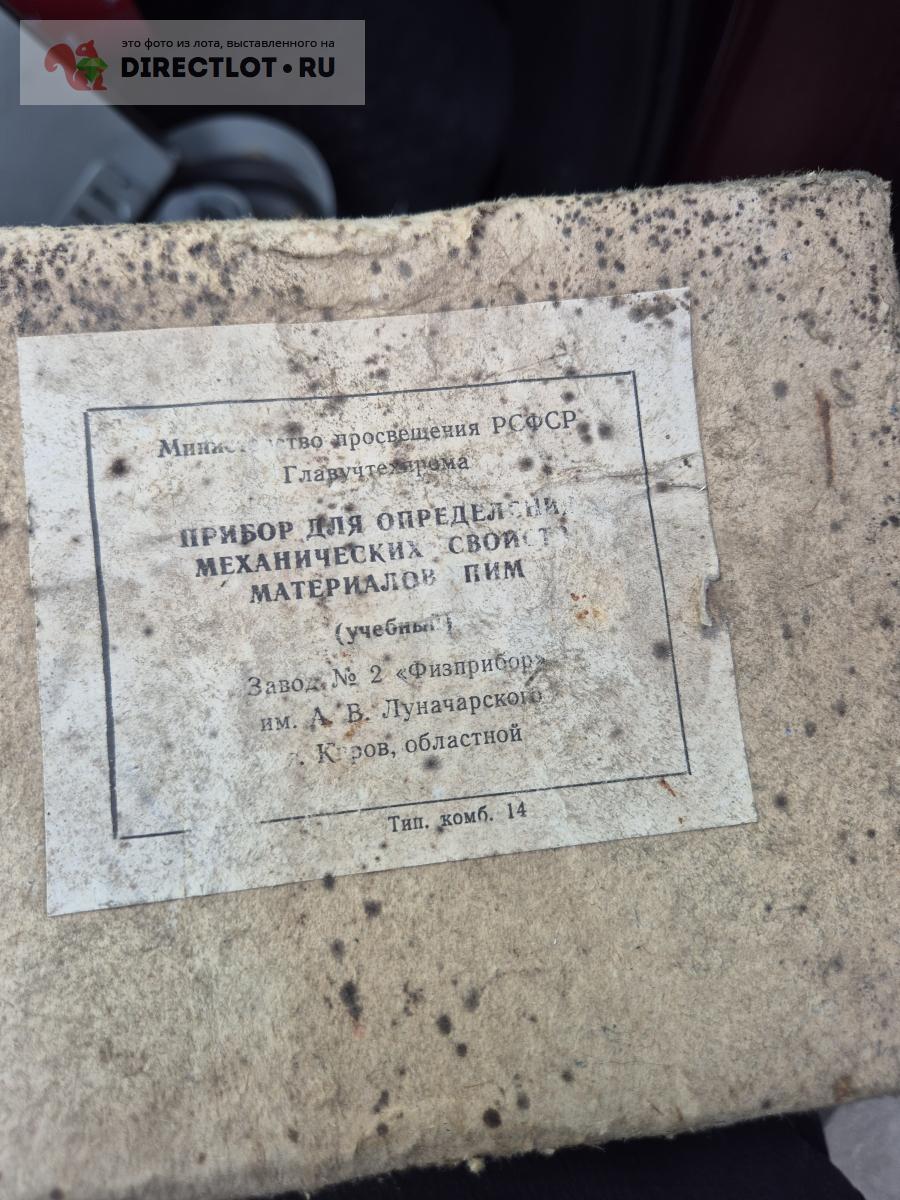 это фото из лота, выставленного на
DIRECTLOT.RU
Министерство просвещения РСФСР
Главучтехпрома
ПРИБОР ДЛЯ ОПРЕДЕЛЕНИЯ
МЕХАНИЧЕСКИХ СВОЙСТВ
МАТЕРИАЛОВ ПИМ
(учебный)
Завод № 2 «Физприбор»
им. А. В. Луначарского
г. Киров, областной
Тип. комб. 14